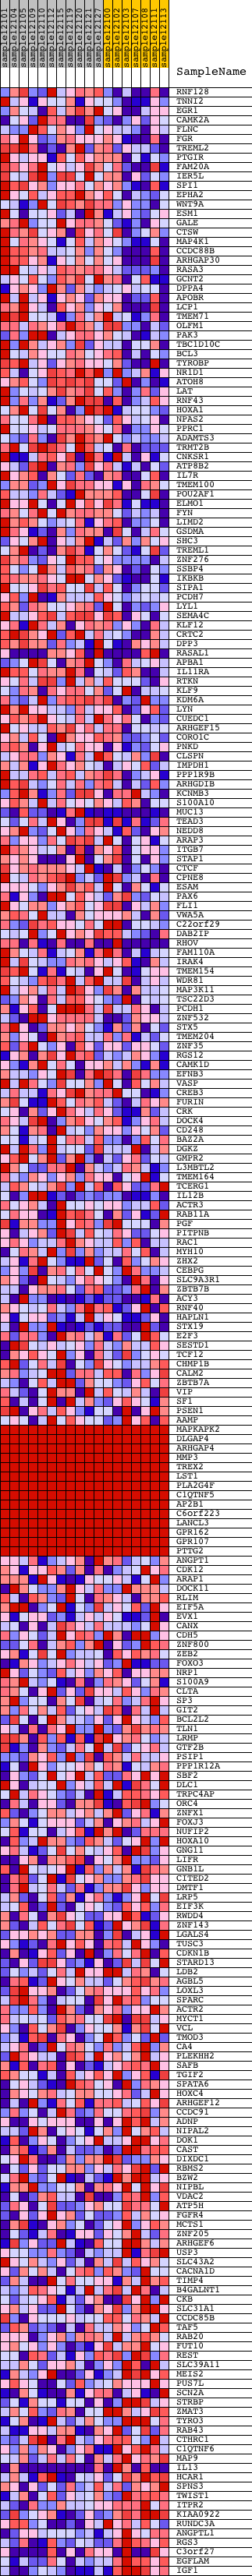 SampleName
RNF128
TNNI2
EGR1
CAMK2A
FLNC
FGR
TREML2
PTGIR
FAM20A
IER5L
SPI1
EPHA2
WNT9A
ESM1
GALE
CTSW
MAP4K1
CCDC88B
ARHGAP30
RASA3
GCNT2
DPPA4
APOBR
LCP1
TMEM71
OLFM1
PAK3
TBC1D10C
BCL3
TYROBP
NR1D1
ATOH8
LAT
RNF43
HOXA1
NPAS2
PPRC1
ADAMTS3
TRMT2B
CNKSR1
ATP8B2
IL7R
TMEM100
POU2AF1
ELMO1
FYN
LIMD2
GSDMA
SHC3
TREML1
ZNF276
SSBP4
IKBKB
SIPA1
PCDH7
LYL1
SEMA4C
KLF12
CRTC2
DPP3
RASAL1
APBA1
IL11RA
RTKN
KLF9
KDM6A
LYN
CUEDC1
ARHGEF15
CORO1C
PNKD
CLSPN
IMPDH1
PPP1R9B
ARHGDIB
KCNMB3
S100A10
MUC13
TEAD3
NEDD8
ARAP3
ITGB7
STAP1
CTCF
CPNE8
ESAM
PAX6
FLI1
VWA5A
C22orf29
DAB2IP
RHOV
FAM110A
IRAK4
TMEM154
WDR81
MAP3K11
TSC22D3
PCDH1
ZNF532
STX5
TMEM204
ZNF35
RGS12
CAMK1D
EFNB3
VASP
CREB3
FURIN
CRK
DOCK4
CD248
BAZ2A
DGKZ
GMPR2
L3MBTL2
TMEM164
TCERG1
IL12B
ACTR3
RAB11A
PGF
PITPNB
RAC1
MYH10
ZHX2
CEBPG
SLC9A3R1
ZBTB7B
ACY3
RNF40
HAPLN1
STX19
E2F3
SESTD1
TCF12
CHMP1B
CALM2
ZBTB7A
VIP
SF1
PSEN1
AAMP
MAPKAPK2
DLGAP4
ARHGAP4
MMP3
TREX2
LST1
PLA2G4F
C1QTNF5
AP2B1
C6orf223
LANCL3
GPR162
GPR107
PTTG2
ANGPT1
CDK12
ARAP1
DOCK11
RLIM
EIF5A
EVX1
CANX
CDH5
ZNF800
ZEB2
FOXO3
NRP1
S100A9
CLTA
SP3
GIT2
BCL2L2
TLN1
LRMP
GTF2B
PSIP1
PPP1R12A
SBF2
DLC1
TRPC4AP
ORC4
ZNFX1
FOXJ3
NUFIP2
HOXA10
GNG11
LIFR
GNB1L
CITED2
DMTF1
LRP5
EIF3K
RWDD4
ZNF143
LGALS4
TUSC3
CDKN1B
STARD13
LDB2
AGBL5
LOXL3
SPARC
ACTR2
MYCT1
VCL
TMOD3
CA4
PLEKHH2
SAFB
TGIF2
SPATA6
HOXC4
ARHGEF12
CCDC91
ADNP
NIPAL2
DOK1
CAST
DIXDC1
RBMS2
BZW2
NIPBL
VDAC2
ATP5H
FGFR4
MCTS1
ZNF205
ARHGEF6
USP3
SLC43A2
CACNA1D
TIMP4
B4GALNT1
CKB
SLC31A1
CCDC85B
TAF5
RAB20
FUT10
REST
SLC39A11
MEIS2
PUS7L
SCN2A
STRBP
ZMAT3
TYRO3
RAB43
CTHRC1
C1QTNF6
MAP9
IL13
HCAR1
SPNS3
TWIST1
ITPR2
KIAA0922
RUNDC3A
ANGPTL1
RGS3
C3orf27
EGFLAM
IGF1